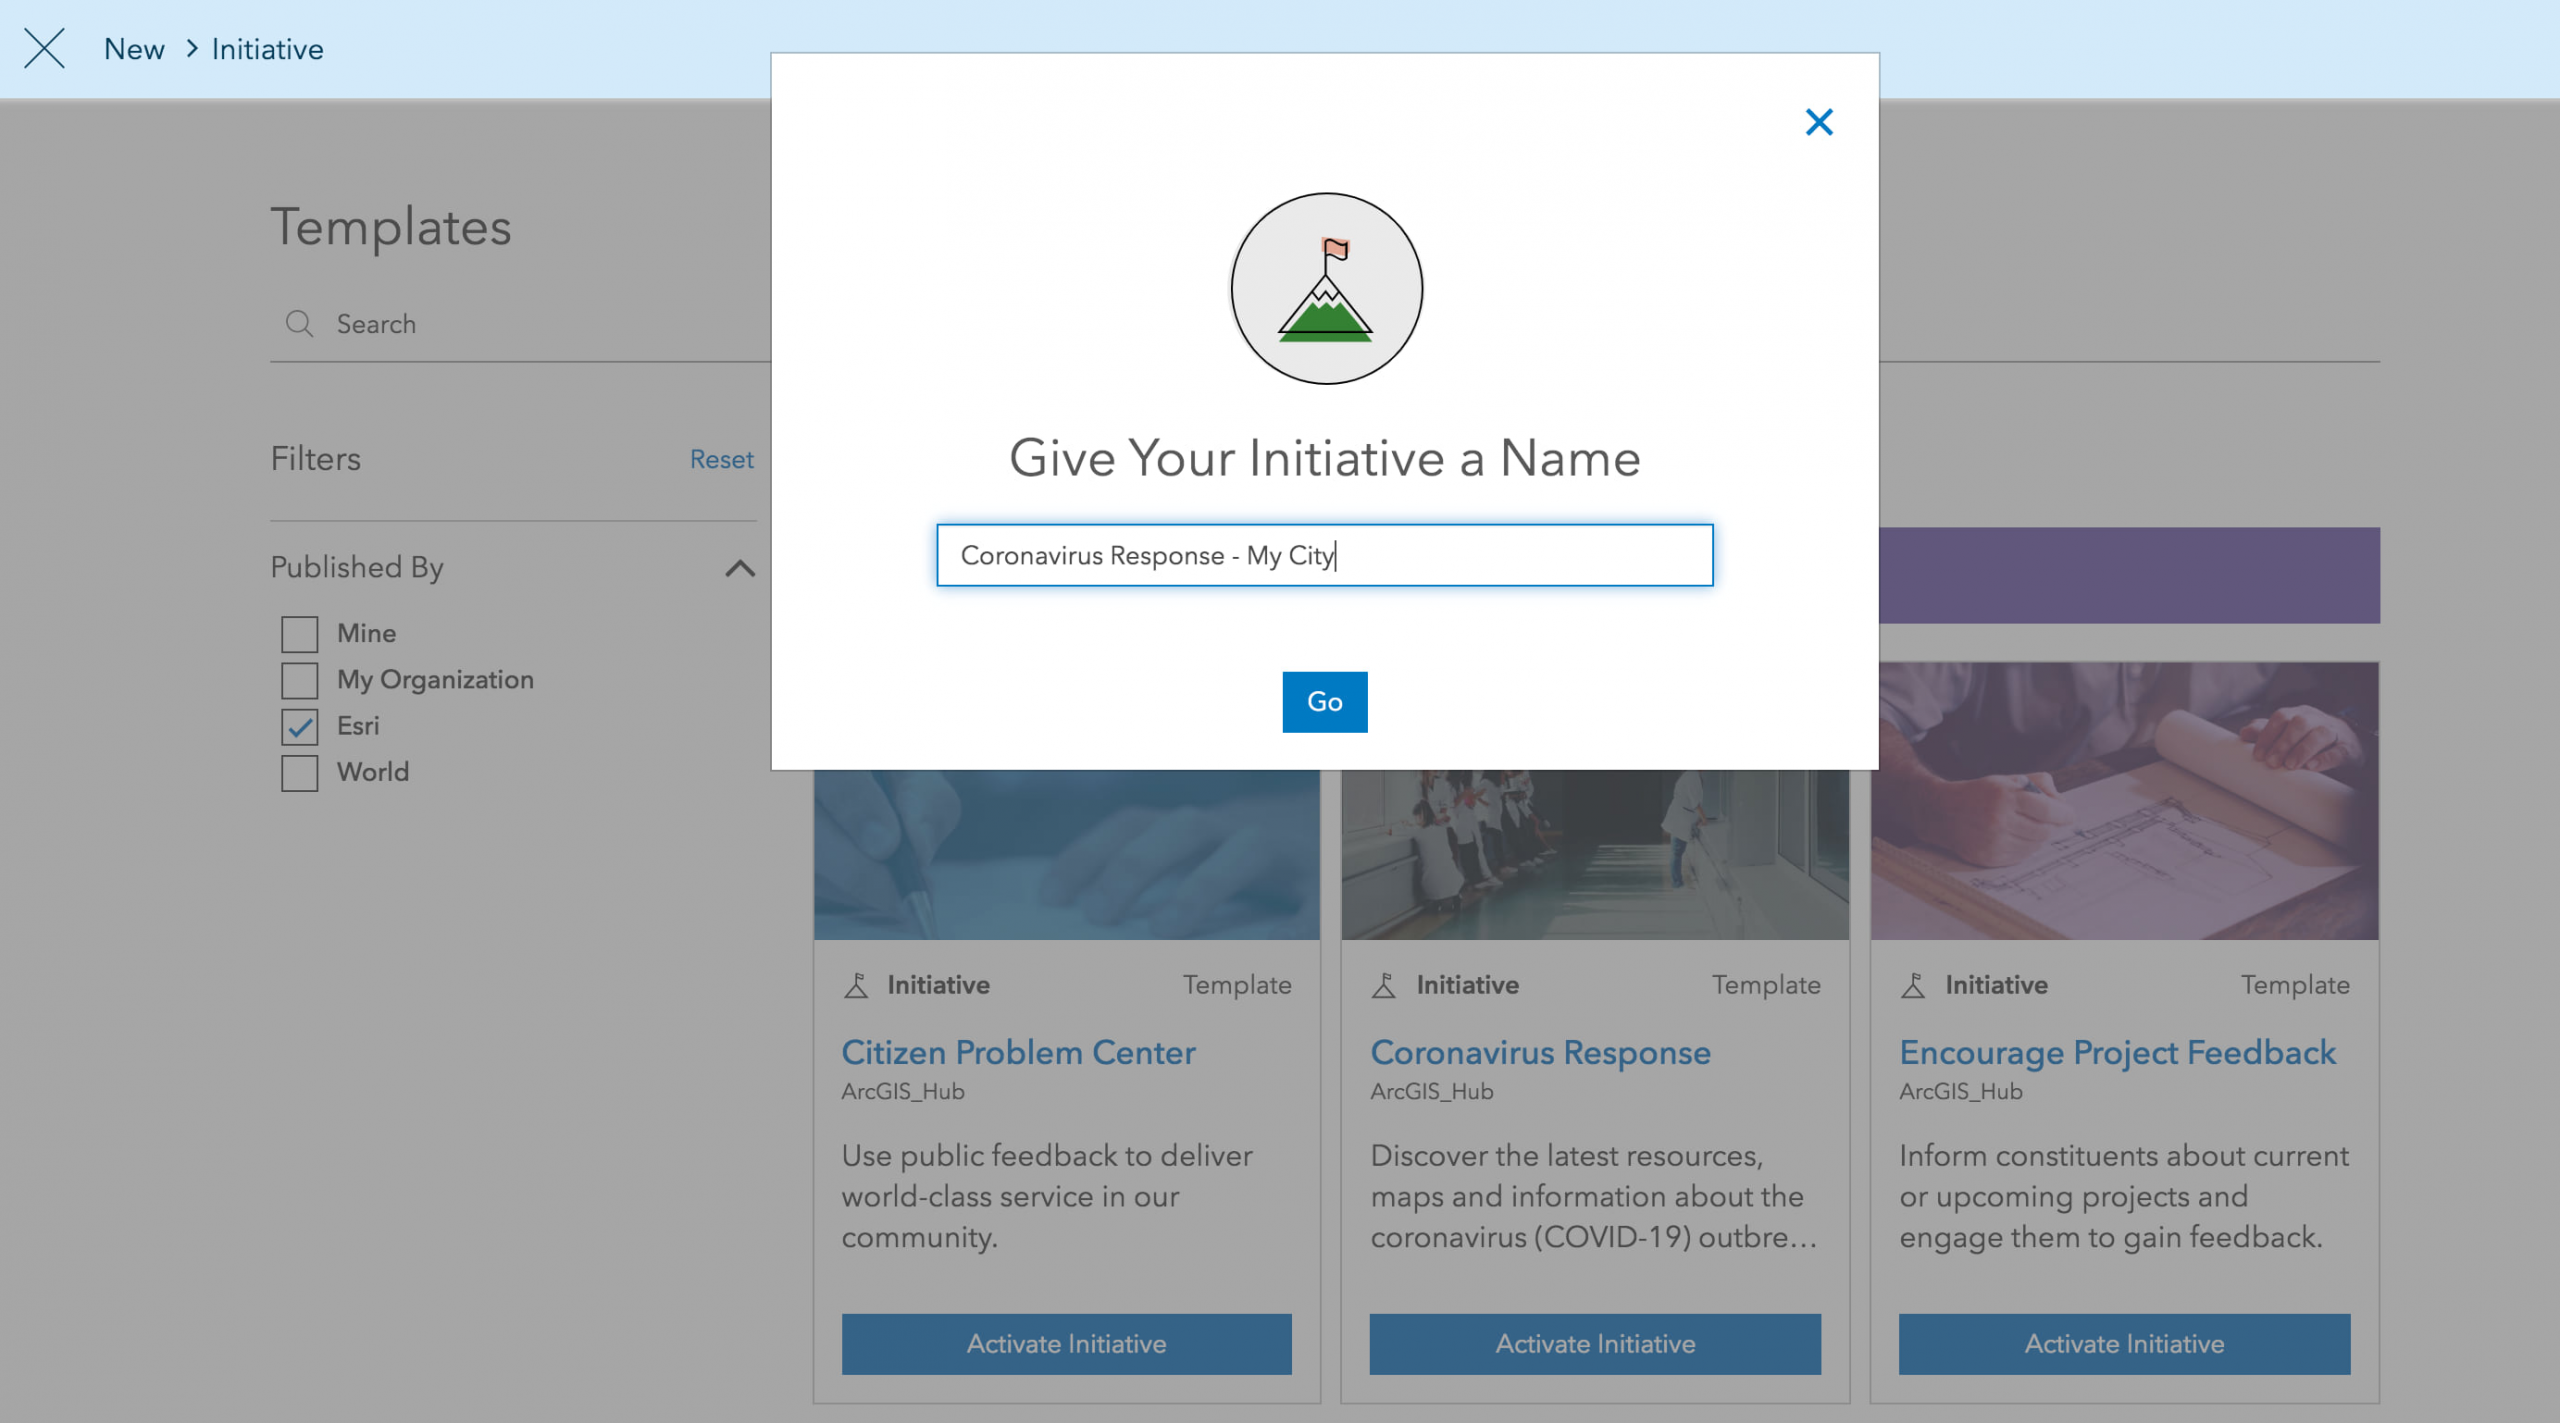 New > Initiative
Templates
Search
Filters
Reset
Published By
Mine
My Organization
Esri
World
Give Your Initiative a Name
Coronavirus Response - My City
Go
Initiative
Template
Citizen Problem Center
ArcGIS_Hub
Use public feedback to deliver
world-class service in our
community.
Activate Initiative
Initiative
Template
Coronavirus Response
ArcGIS_Hub
Discover the latest resources,
maps and information about the
coronavirus (COVID-19) outbre...
Activate Initiative
Initiative
Template
Encourage Project Feedback
ArcGIS_Hub
Inform constituents about current
or upcoming projects and
engage them to gain feedback.
Activate Initiative